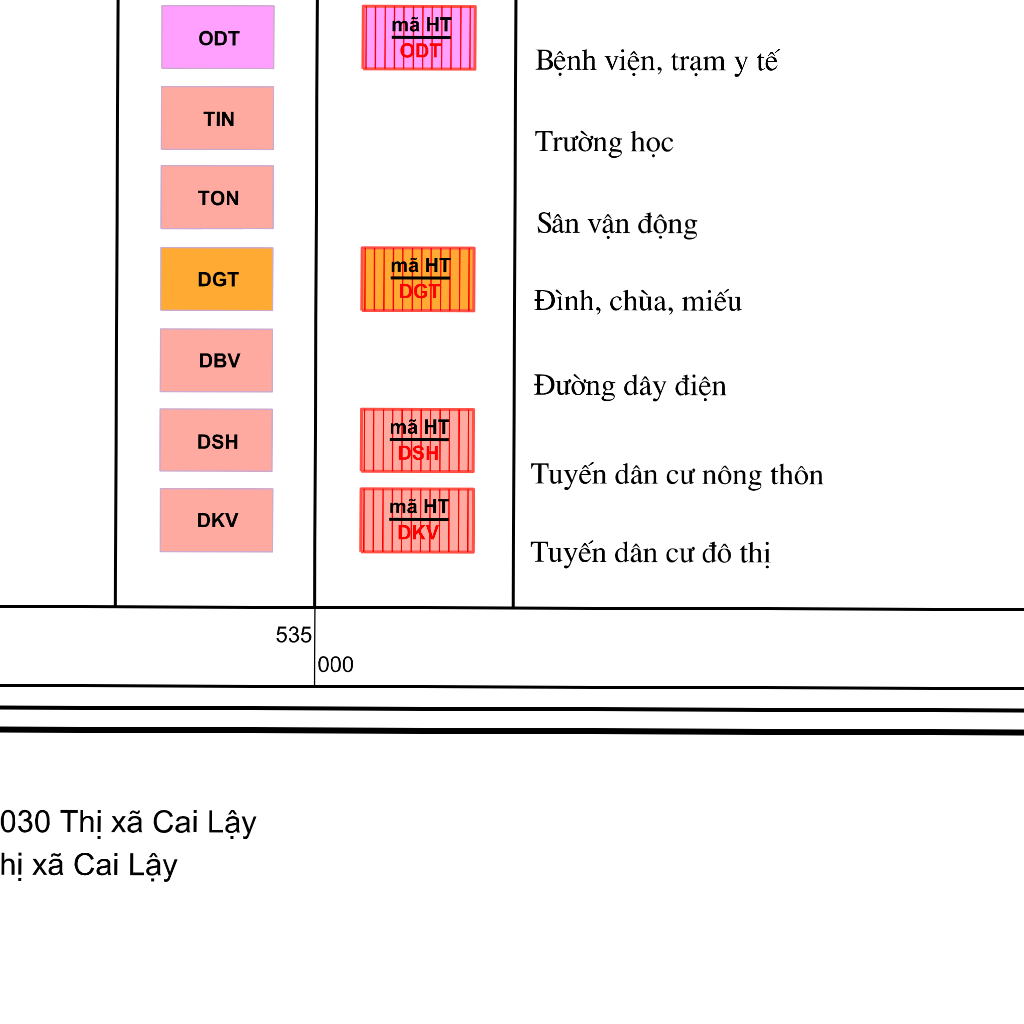 ODT
mã HT
ODT
Bệnh viện, trạm y tế
TIN
Trường học
TON
Sân vận động
DGT
mã HT
DGT
Đình, chùa, miếu
DBV
Đường dây điện
DSH
mã HT
DSH
Tuyến dân cư nông thôn
DKV
mã HT
DKV
Tuyến dân cư đô thị
535
000
030 Thị xã Cai Lậy
hị xã Cai Lậy